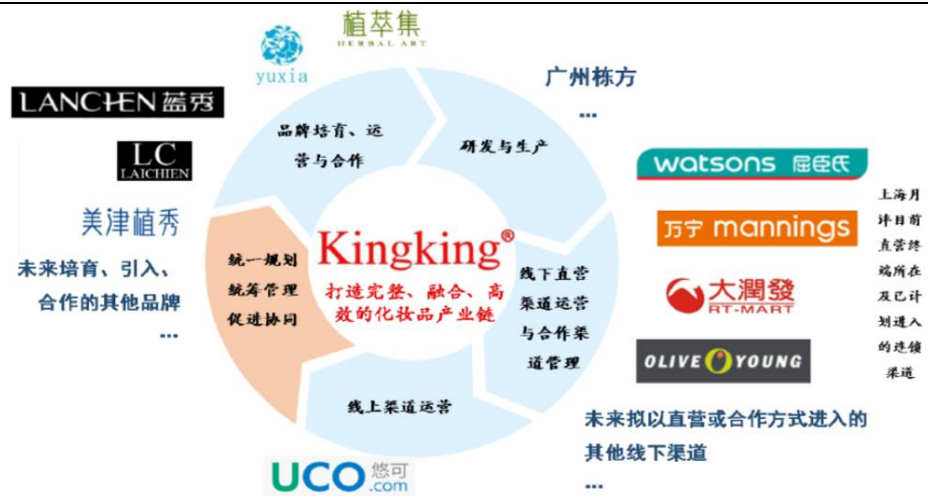 植萃集
HERBAL ART
yuxia
LANCHEN 蓝秀
LC
LAICHIEN
美津植秀
未来培育、引入、
合作的其他品牌
...
品牌培育、运
营与合作
研发与生产
广州栋方
...
统一规划
统筹管理
促进协同
Kingking®
打造完整、融合、高
效的化妆品产业链
线下直营
渠道运营
与合作渠
道管理
线上渠道运营
watsons 屈臣氏
万宁 mannings
大潤發
RT-MART
OLIVE YOUNG
上海月
沣目前
直营终
端所在
及已计
划进入
的连锁
渠道
未来拟以直营或合作方式进入的
其他线下渠道
...
UCO 悠可
.com